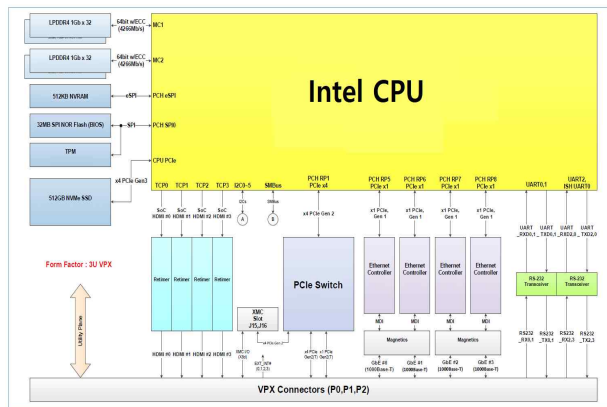 LPDDR4 1Gb x 32
64bit w/ECC
(4266Mb/s)
MC1
LPDDR4 1Gb x 32
64bit w/ECC
(4266Mb/s)
MC2
512KB NVRAM
eSPI
PCH eSPI
32MB SPI NOR Flash (BIOS)
SPI
PCH SPI0
TPM
CPU PCIe
x4 PCIe Gen3
512GB NVMe SSD
Intel CPU
TCP0
TCP1
TCP2
TCP3
I2C0~5
SMBus
PCH RP1
PCIe x4
PCH RP5
PCIe x1
PCH RP6
PCIe x1
PCH RP7
PCIe x1
PCH RP8
PCIe x1
UART0,1
UART2,
ISH UART0
SoC
HDMI #0
SoC
HDMI #1
SoC
HDMI #2
SoC
HDMI #3
I2Cs
SMBus
A
B
x4 PCIe Gen 2
x1 PCIe,
Gen 1
x1 PCIe,
Gen 1
x1 PCIe,
Gen 1
x1 PCIe,
Gen 1
UART
_RXD0,1
UART
_TXD0,1
UART
_RXD2,0
UART
_TXD2,0
Form Factor : 3U VPX
Retimer
Retimer
Retimer
Retimer
PCIe Switch
Ethernet
Controller
Ethernet
Controller
Ethernet
Controller
Ethernet
Controller
RS-232
Transceiver
RS-232
Transceiver
Utility Plane
XMC
Slot
J15,J16
MDI
MDI
MDI
MDI
Magnetics
Magnetics
x4 PCIe Gen 2
HDMI #0
HDMI #1
HDMI #2
HDMI #3
XMC I/O
EXT_INT#
(0,1,2,3)
GbE #0
(1000Base-T)
GbE #1
(1000Base-T)
GbE #2
(1000Base-T)
GbE #3
(1000Base-T)
RS232
_RX0,1
RS232
_TX0,1
RS232
_RX2,3
RS232
_TX2,3
VPX Connectors (P0,P1,P2)